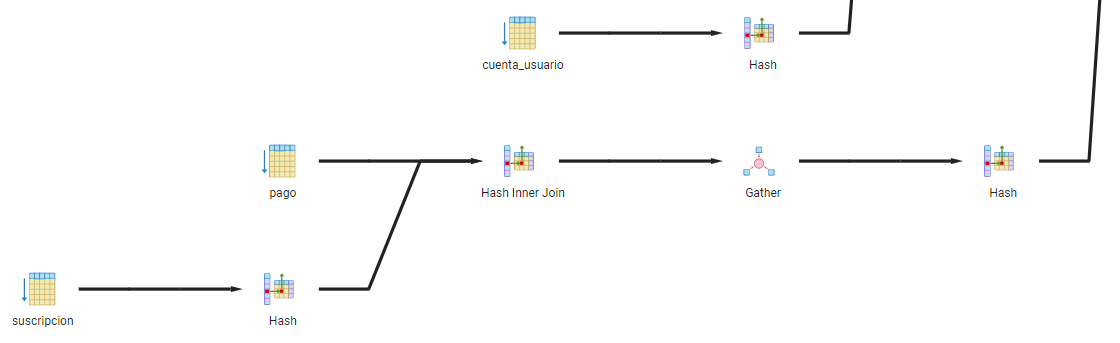 cuenta_usuario
Hash
pago
Hash Inner Join
Gather
Hash
suscripcion
Hash